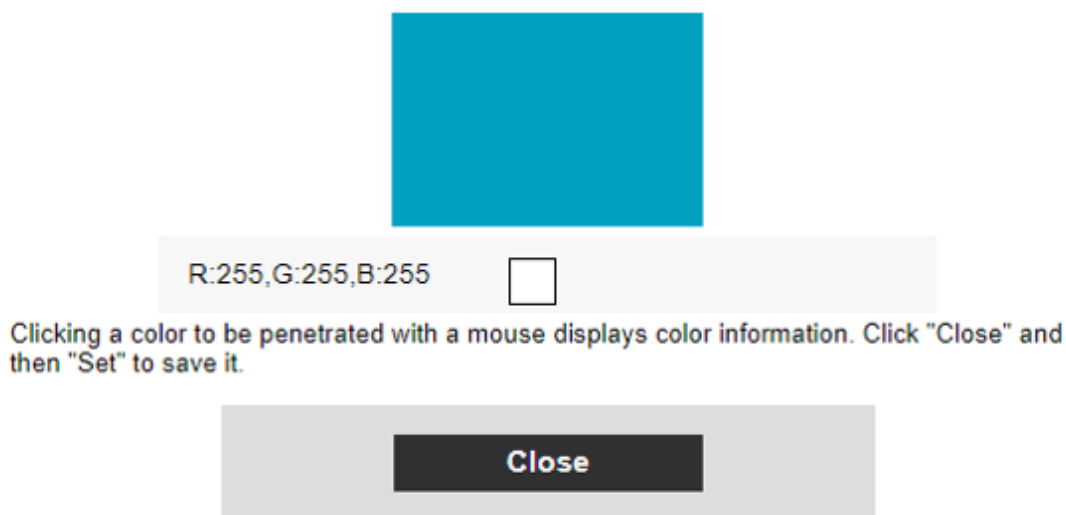 R:255,G:255,B:255
Clicking a color to be penetrated with a mouse displays color information. Click "Close" and
then "Set" to save it.
Close